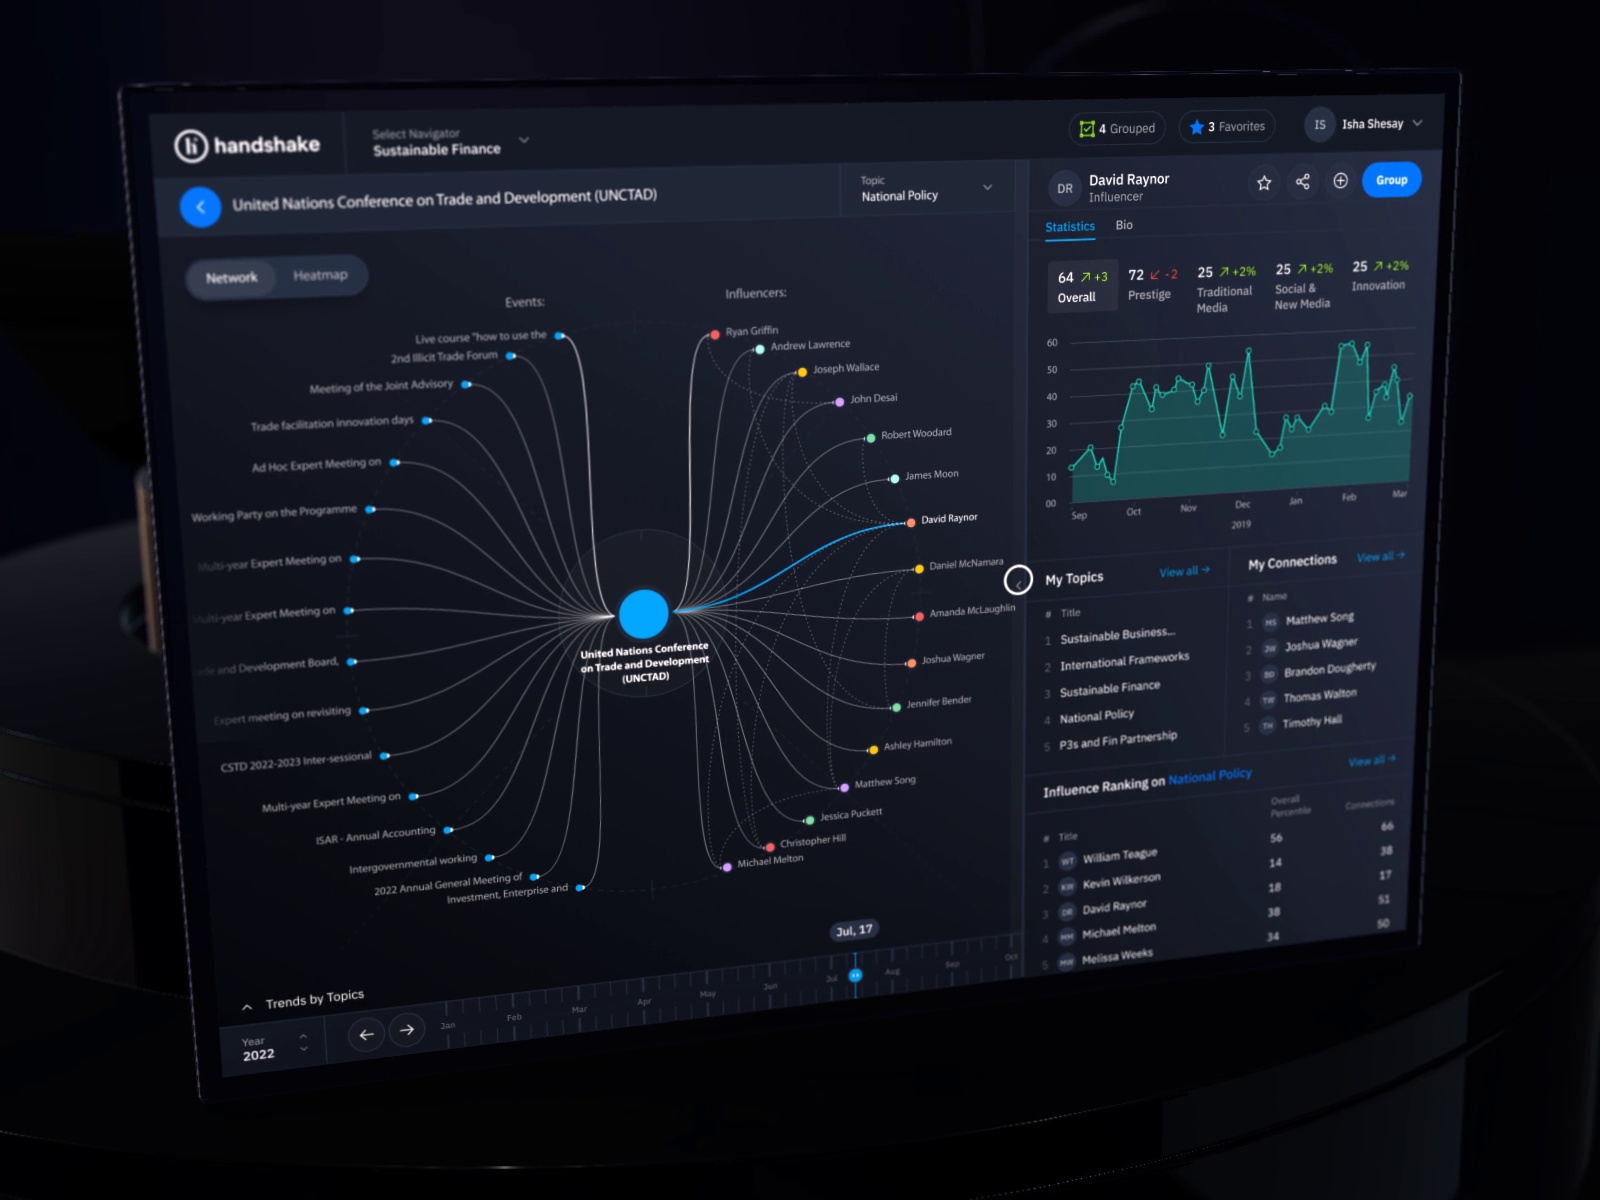 handshake
Select Navigator
Sustainable Finance
4 Grouped
3 Favorites
IS
Isha Shesay
United Nations Conference on Trade and Development (UNCTAD)
Topic
National Policy
Network
Heatmap
Events:
Influencers:
Live course "how to use the
2nd Illicit Trade Forum
Meeting of the Joint Advisory
Trade facilitation innovation days
Ad Hoc Expert Meeting on
Working Party on the Programme
Multi-year Expert Meeting on
Multi-year Expert Meeting on
and Development Board,
Expert meeting on revisiting
CSTD 2022-2023 Inter-sessional
Multi-year Expert Meeting on
ISAR - Annual Accounting
Intergovernmental working
2022 Annual General Meeting of
Investment, Enterprise and
United Nations Conference
on Trade and Development
(UNCTAD)
Ryan Griffin
Andrew Lawrence
Joseph Wallace
John Desai
Robert Woodard
James Moon
David Raynor
Daniel McNamara
Amanda McLaughlin
Joshua Wagner
Jennifer Bender
Ashley Hamilton
Matthew Song
Jessica Puckett
Christopher Hill
Michael Melton
DR
David Raynor
Influencer
Group
Statistics
Bio
64 +3
Overall
72 -2
Prestige
25 +2%
Traditional
Media
25 +2%
Social &
New Media
25 +2%
Innovation
60
50
40
30
20
10
00
Sep
Oct
Nov
Dec
Jan
Feb
Mar
2019
My Topics
View all
# Title
1 Sustainable Business...
2 International Frameworks
3 Sustainable Finance
4 National Policy
5 P3s and Fin Partnership
My Connections
View all
# Name
1 MS Matthew Song
2 JW Joshua Wagner
3 BD Brandon Dougherty
4 TW Thomas Walton
5 TH Timothy Hall
Influence Ranking on National Policy
View all
# Title
Overall
Percentile
Connections
1 WT William Teague 56 66
2 KW Kevin Wilkerson 14 38
3 DR David Raynor 18 17
4 MM Michael Melton 38 51
5 MW Melissa Weeks 34 50
Jul, 17
Trends by Topics
Year
2022
Jan
Feb
Mar
Apr
May
Jun
Jul
Aug
Sep
Oct